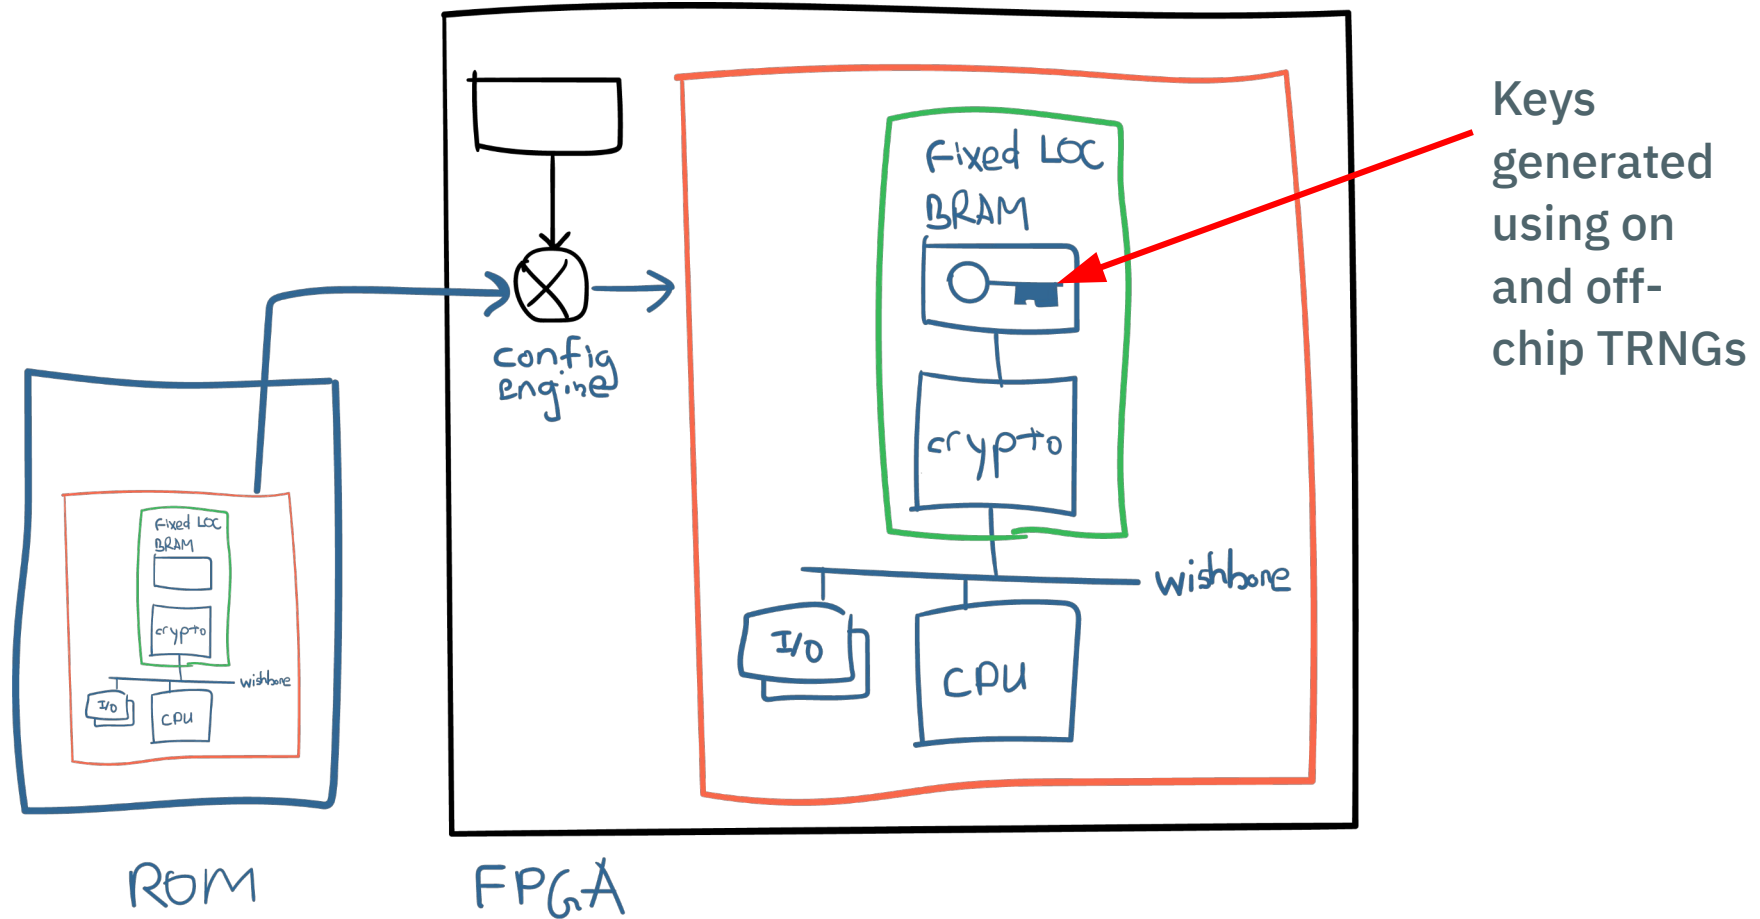 Keys
generated
using on
and off-
chip TRNGs
Fixed LOC
BRAM
crypto
wishbone
I/O
CPU
config
engine
Fixed LOC
BRAM
crypto
wishbone
I/O
CPU
ROM
FPGA